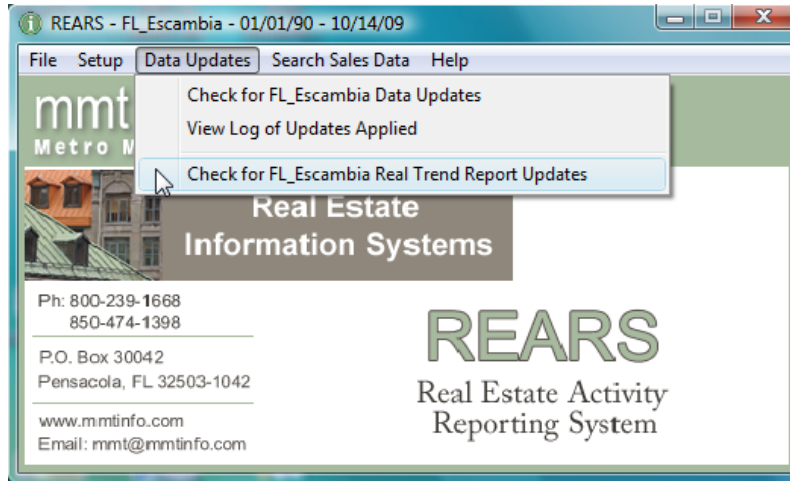 REARS - FL_Escambia - 01/01/90 - 10/14/09
File Setup Data Updates Search Sales Data Help
Check for FL_Escambia Data Updates
View Log of Updates Applied
Check for FL_Escambia Real Trend Report Updates
mmt
Metro M
Real Estate
Information Systems
Ph: 800-239-1668
850-474-1398
P.O. Box 30042
Pensacola, FL 32503-1042
www.mmtinfo.com
Email: mmt@mmtinfo.com
REARS
Real Estate Activity
Reporting System